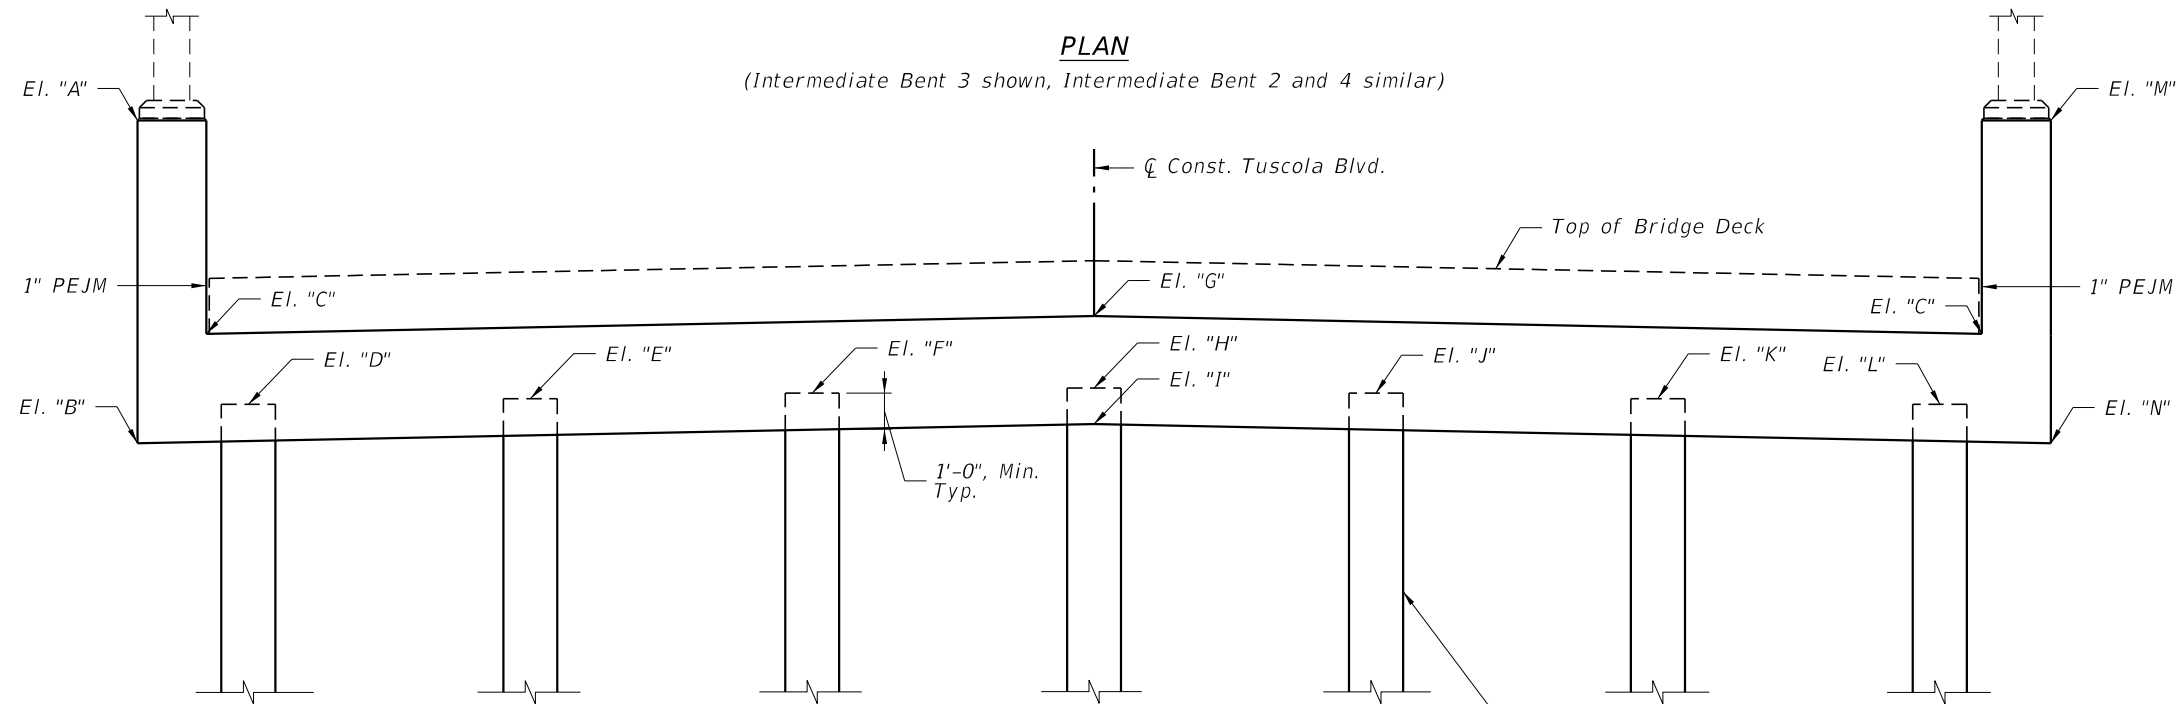 PLAN
(Intermediate Bent 3 shown, Intermediate Bent 2 and 4 similar)
El. "A"
El. "M"
℄ Const. Tuscola Blvd.
Top of Bridge Deck
1" PEJM
El. "C"
El. "G"
El. "C"
1" PEJM
El. "D"
El. "E"
El. "F"
El. "H"
El. "J"
El. "K"
El. "L"
El. "B"
El. "I"
El. "N"
1'-0", Min.
Typ.